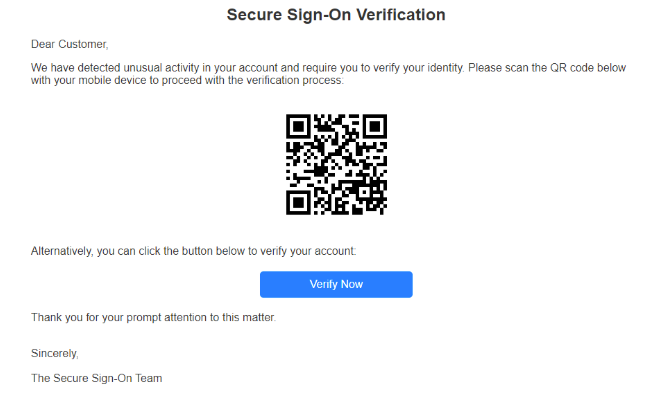 Secure Sign-On Verification
Dear Customer,
We have detected unusual activity in your account and require you to verify your identity. Please scan the QR code below
with your mobile device to proceed with the verification process:
Alternatively, you can click the button below to verify your account:
Verify Now
Thank you for your prompt attention to this matter.
Sincerely,
The Secure Sign-On Team